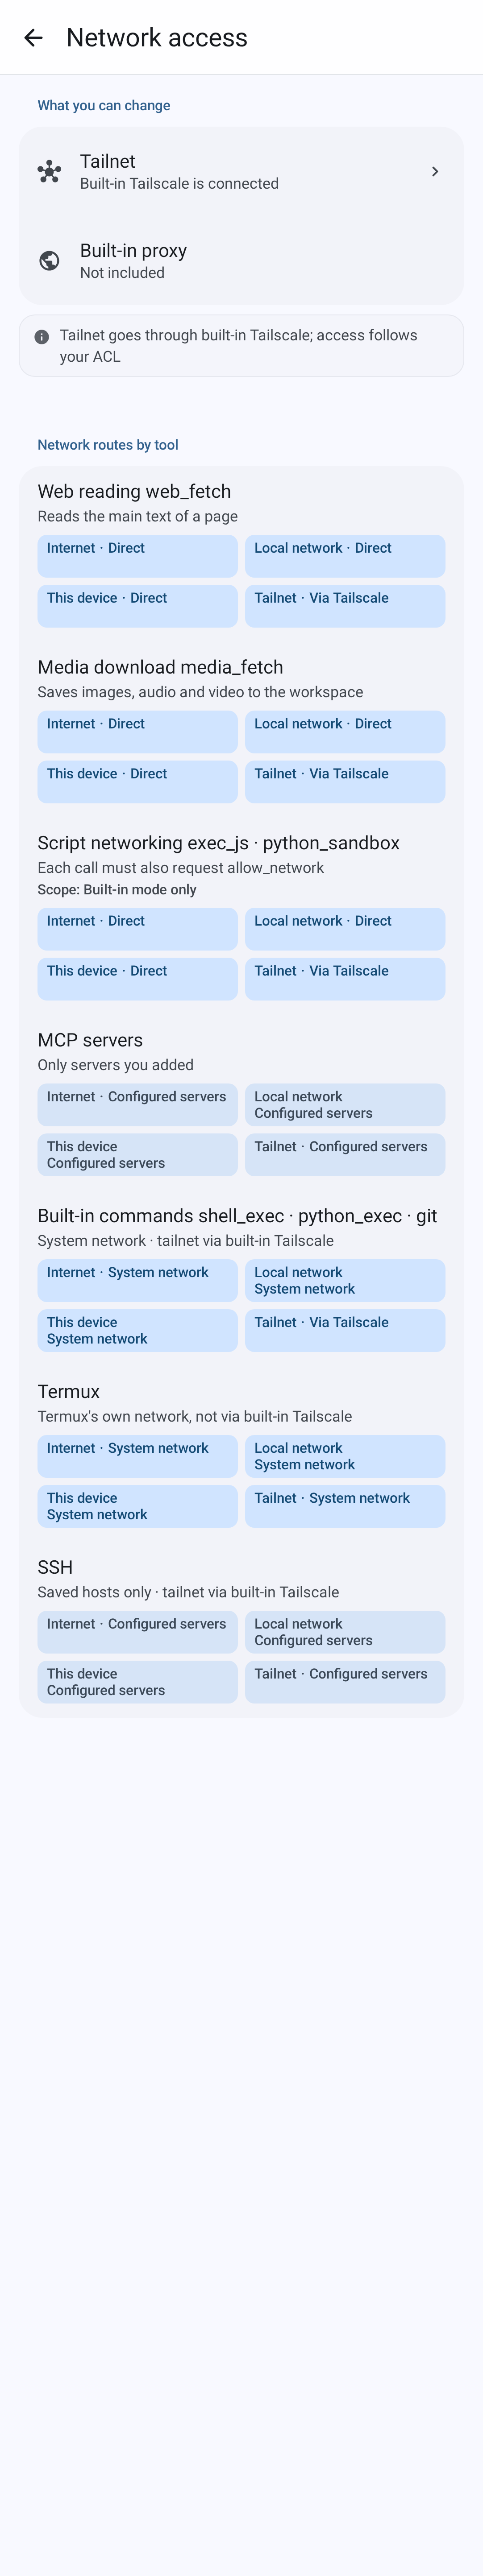 Network access
What you can change
Tailnet
Built-in Tailscale is connected
Built-in proxy
Not included
Tailnet goes through built-in Tailscale; access follows
your ACL
Network routes by tool
Web reading web_fetch
Reads the main text of a page
Internet · Direct
Local network · Direct
This device · Direct
Tailnet · Via Tailscale
Media download media_fetch
Saves images, audio and video to the workspace
Internet · Direct
Local network · Direct
This device · Direct
Tailnet · Via Tailscale
Script networking exec_js · python_sandbox
Each call must also request allow_network
Scope: Built-in mode only
Internet · Direct
Local network · Direct
This device · Direct
Tailnet · Via Tailscale
MCP servers
Only servers you added
Internet · Configured servers
Local network
Configured servers
This device
Configured servers
Tailnet · Configured servers
Built-in commands shell_exec · python_exec · git
System network · tailnet via built-in Tailscale
Internet · System network
Local network
System network
This device
System network
Tailnet · Via Tailscale
Termux
Termux's own network, not via built-in Tailscale
Internet · System network
Local network
System network
This device
System network
Tailnet · System network
SSH
Saved hosts only · tailnet via built-in Tailscale
Internet · Configured servers
Local network
Configured servers
This device
Configured servers
Tailnet · Configured servers